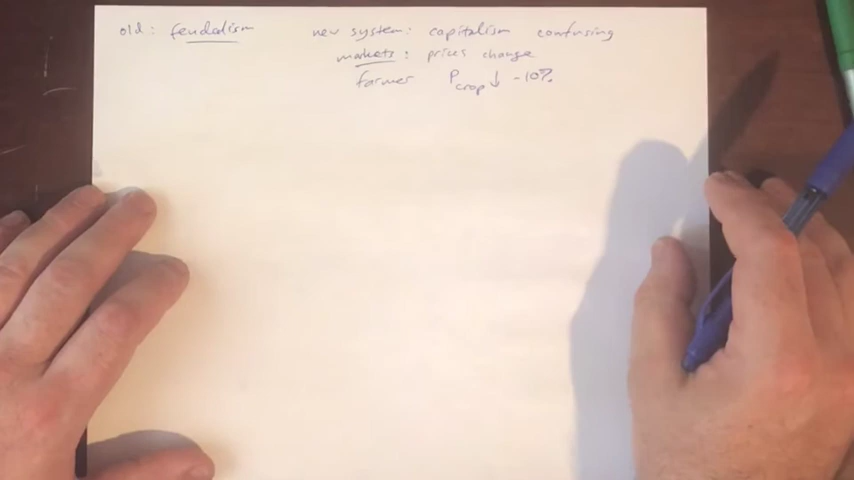 old: feudalism new system: capitalism confusing
markets: prices change
farmer P crop ↓ -10%